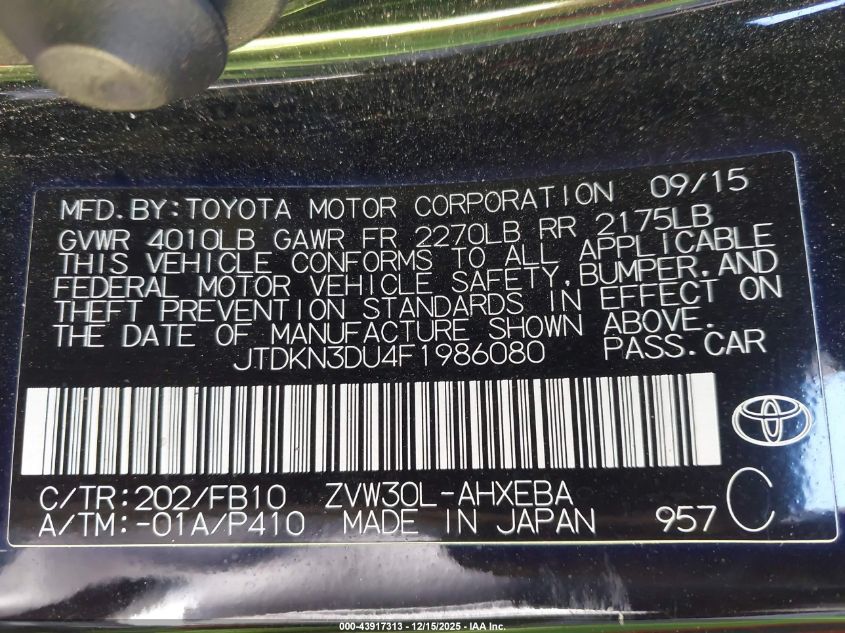 MFD.BY:TOYOTA MOTOR CORPORATION 09/15
GVWR 4010LB GAWR FR 2270LB RR 2175LB
THIS VEHICLE CONFORMS TO ALL APPLICABLE
FEDERAL MOTOR VEHICLE SAFETY,BUMPER,AND
THEFT PREVENTION STANDARDS IN EFFECT ON
THE DATE OF MANUFACTURE SHOWN ABOVE.
JTDKN3DU4F1986080 PASS.CAR
C/TR:202/FB10 ZVW30L-AHXEBA
A/TM:-01A/P410 MADE IN JAPAN 957 C
000-43917313 - 12/15/2025 - IAA Inc.